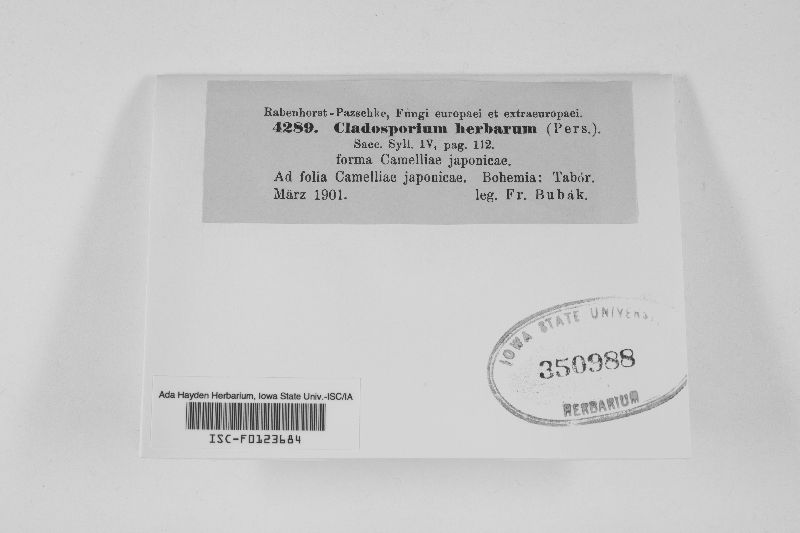 Rabenhorst-Pazschke, Fungi europaei et extraeuropaei.
4289. Cladosporium herbarum (Pers.).
Sacc. Syll. IV, pag. 112.
forma Camelliae japonicae.
Ad folia Camelliae japonicae. Bohemia: Tabór.
März 1901. leg. Fr. Bubák.
IOWA STATE UNIVERSI
350988
HERBARIUM
Ada Hayden Herbarium, Iowa State Univ.-ISC/IA
ISC-F0123684